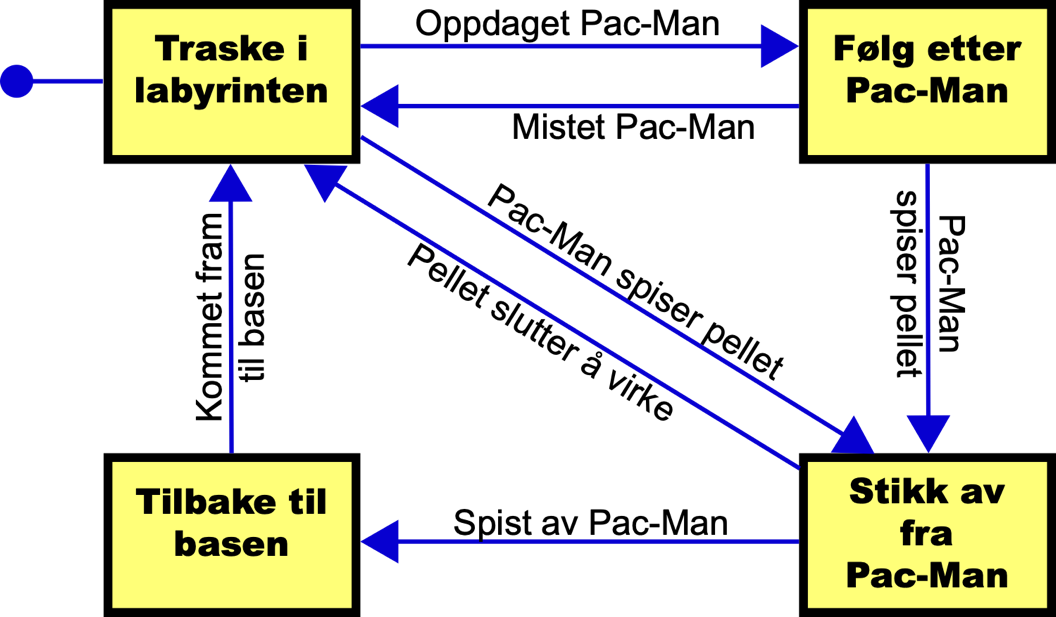 Traske i
labyrinten
Oppdaget Pac-Man
Følg etter
Pac-Man
Mistet Pac-Man
Pac-Man spiser pellet
Pellet slutter å virke
Pac-Man
spiser pellet
Kommet fram
til basen
Tilbake til
basen
Spist av Pac-Man
Stikk av
fra
Pac-Man